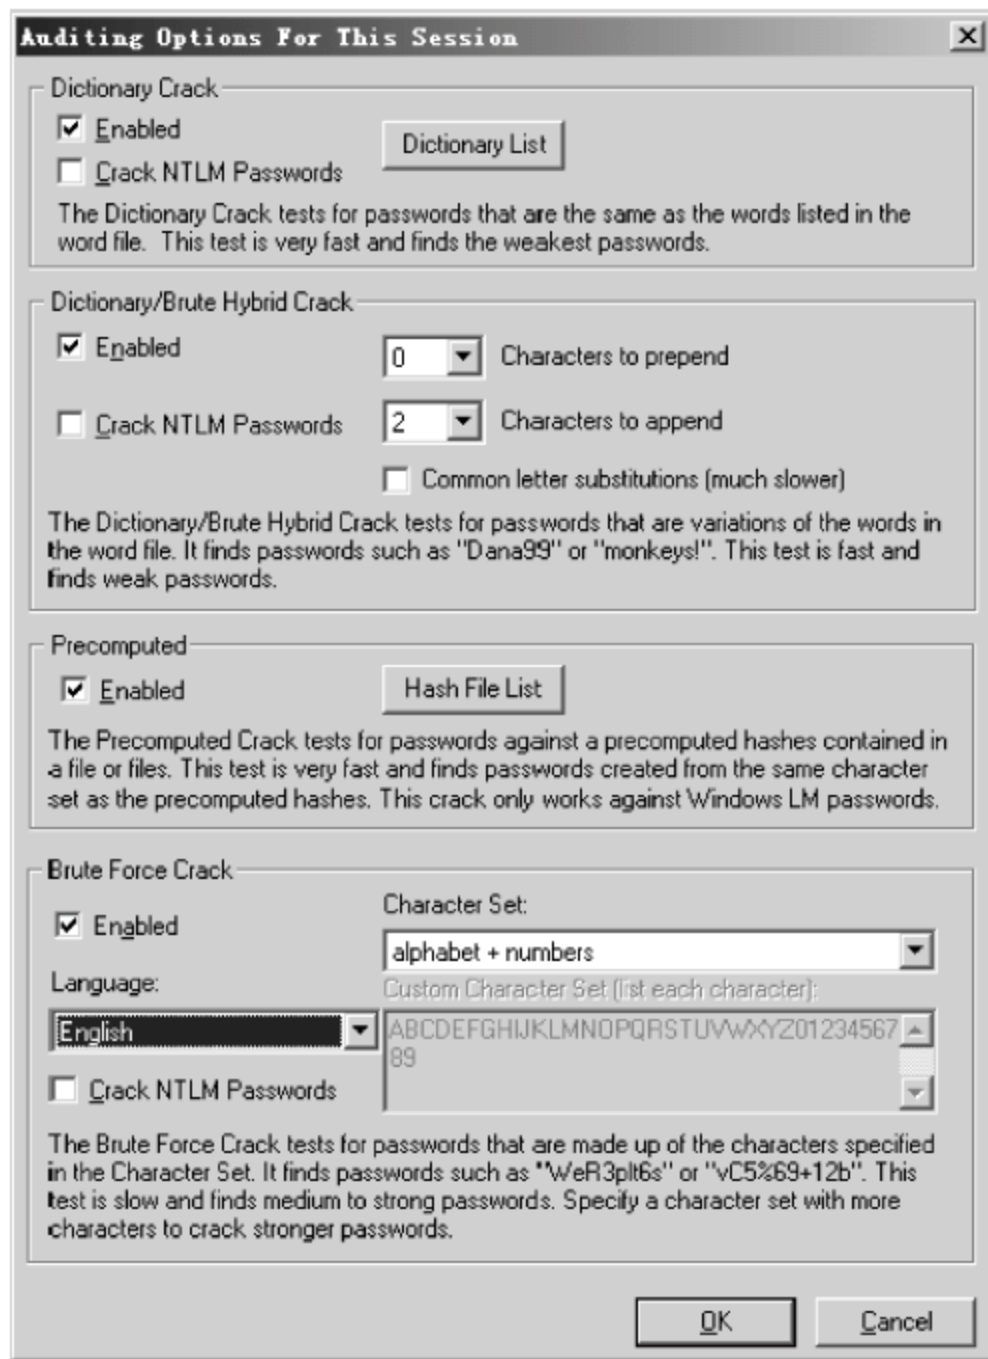 Auditing Options For This Session
Dictionary Crack
Enabled
Dictionary List
Crack NTLM Passwords
The Dictionary Crack tests for passwords that are the same as the words listed in the
word file. This test is very fast and finds the weakest passwords.
Dictionary/Brute Hybrid Crack
Enabled
0 Characters to prepend
Crack NTLM Passwords
2 Characters to append
Common letter substitutions (much slower)
The Dictionary/Brute Hybrid Crack tests for passwords that are variations of the words in
the word file. It finds passwords such as "Dana99" or "monkeys!". This test is fast and
finds weak passwords.
Precomputed
Enabled
Hash File List
The Precomputed Crack tests for passwords against a precomputed hashes contained in
a file or files. This test is very fast and finds passwords created from the same character
set as the precomputed hashes. This crack only works against Windows LM passwords.
Brute Force Crack
Enabled
Character Set:
alphabet + numbers
Language:
Custom Character Set (list each character):
English
ABCDEFGHIJKLMNOPQRSTUVWXYZ01234567
89
Crack NTLM Passwords
The Brute Force Crack tests for passwords that are made up of the characters specified
in the Character Set. It finds passwords such as "WeR3plt6s" or "vC5%69+12b". This
test is slow and finds medium to strong passwords. Specify a character set with more
characters to crack stronger passwords.
OK
Cancel